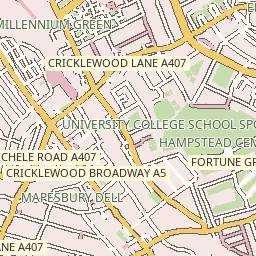 MILLENNIUM GREEN
CRICKLEWOOD LANE A407
UNIVERSITY COLLEGE SCHOOL SPO
HAMPSTEAD CEM
CHELE ROAD A407
FORTUNE GR
CRICKLEWOOD BROADWAY A5
MAPESBURY DELL
NE A407